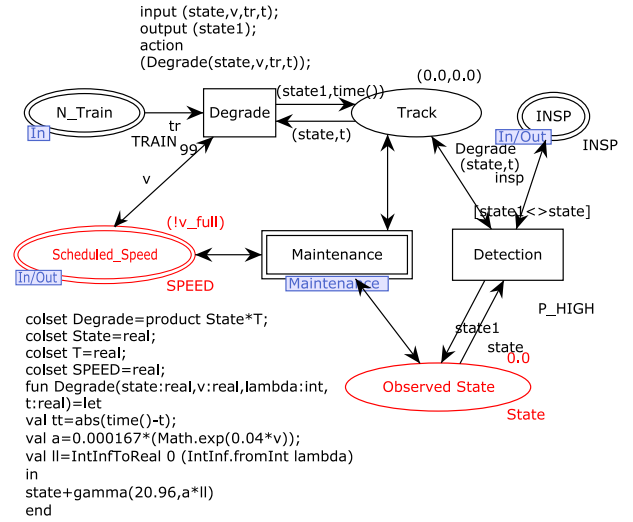 input (state,v,tr,t);
output (state1);
action
(Degrade(state,v,tr,t));
(0.0,0.0)
N_Train
In
Degrade
(state1,time())
Track
INSP
In/Out
INSP
tr
TRAIN
99
(state,t)
Degrade
(state,t)
insp
v
[state1<>state]
(!v_full)
Scheduled_Speed
In/Out
SPEED
Maintenance
Maintenance
Detection
P_HIGH
colset Degrade=product State*T;
colset State=real;
colset T=real;
colset SPEED=real;
fun Degrade(state:real,v:real,lambda:int,
t:real)=let
val tt=abs(time()-t);
val a=0.000167*(Math.exp(0.04*v));
val ll=IntInfToReal 0 (IntInf.fromInt lambda)
in
state+gamma(20.96,a*ll)
end
state1
state
0.0
Observed State
State